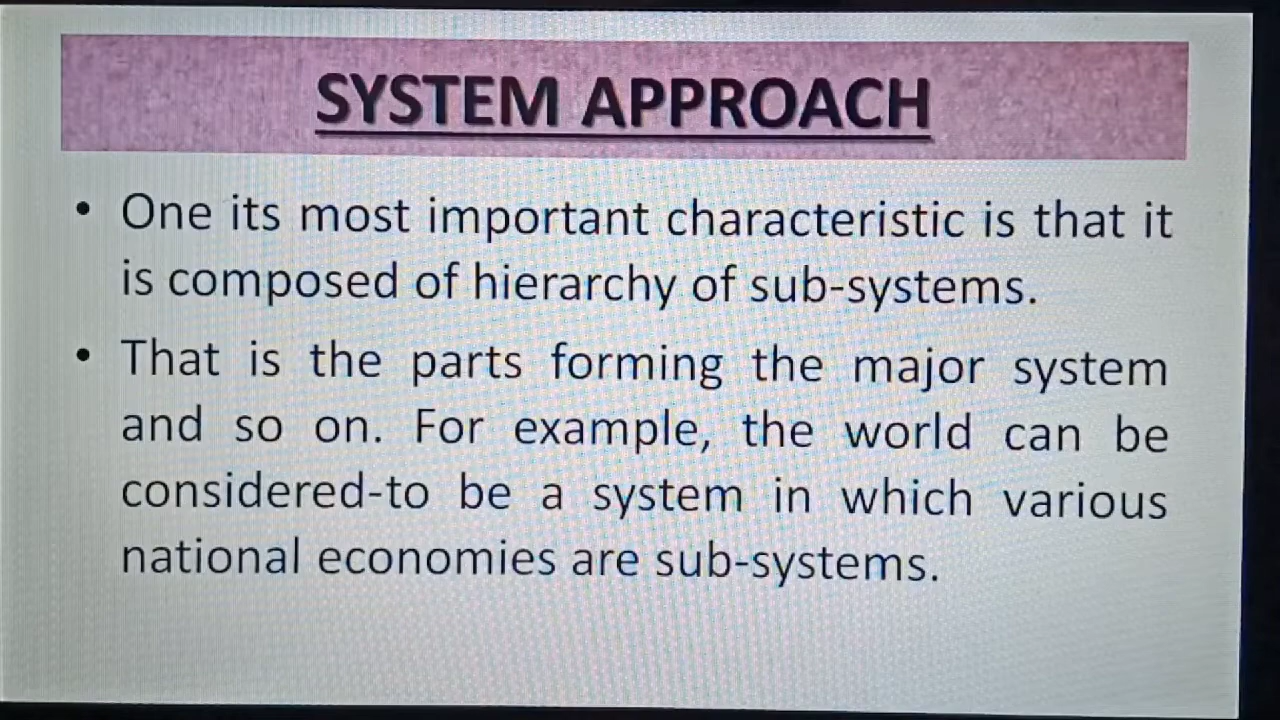 SYSTEM APPROACH
• One its most important characteristic is that it
is composed of hierarchy of sub-systems.
• That is the parts forming the major system
and so on. For example, the world can be
considered-to be a system in which various
national economies are sub-systems.